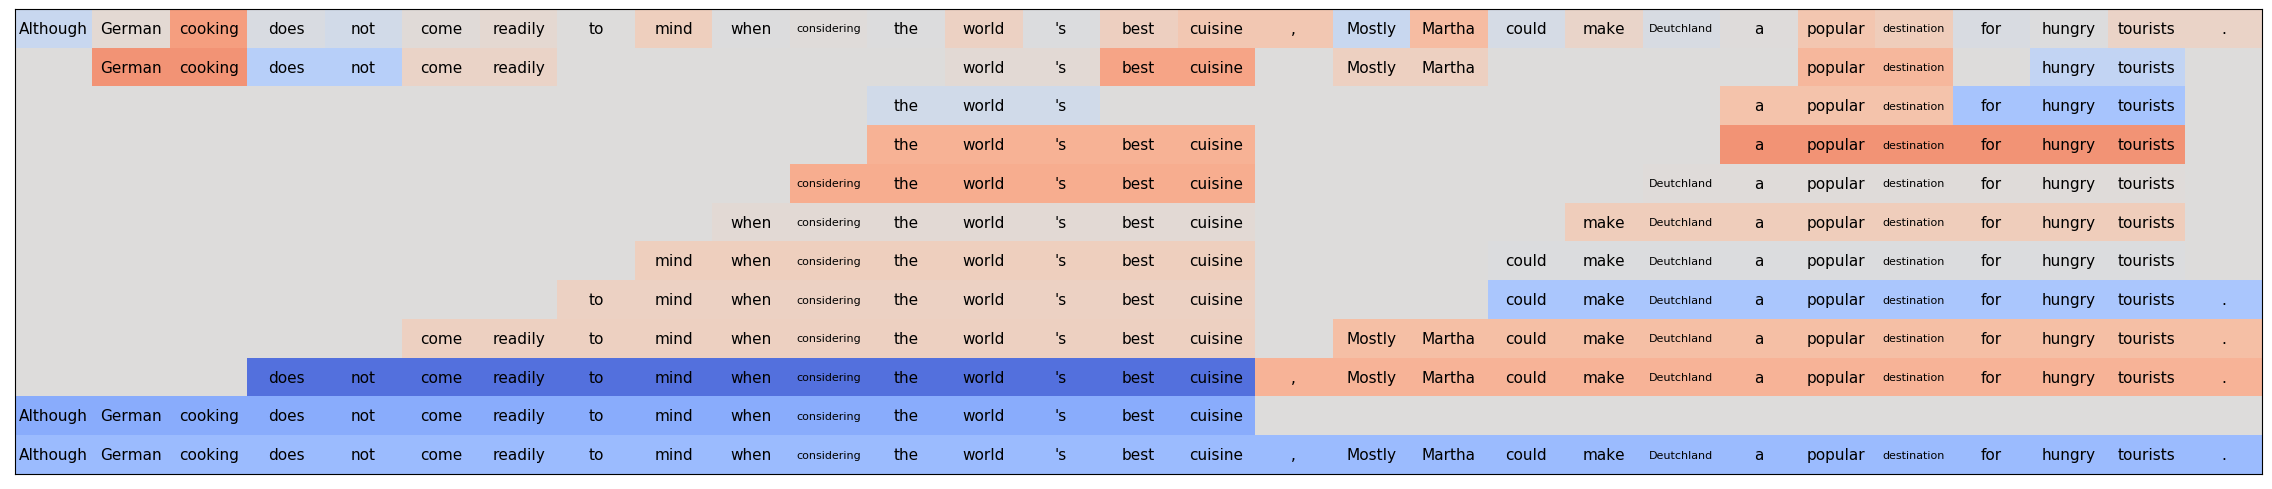 Although German cooking does not come readily to mind when considering the world 's best cuisine , Mostly Martha could make Deutchland a popular destination for hungry tourists .
German cooking does not come readily world 's best cuisine Mostly Martha popular destination hungry tourists
the world 's a popular destination for hungry tourists
the world 's best cuisine a popular destination for hungry tourists
considering the world 's best cuisine Deutchland a popular destination for hungry tourists
when considering the world 's best cuisine make Deutchland a popular destination for hungry tourists
mind when considering the world 's best cuisine could make Deutchland a popular destination for hungry tourists
to mind when considering the world 's best cuisine could make Deutchland a popular destination for hungry tourists .
come readily to mind when considering the world 's best cuisine Mostly Martha could make Deutchland a popular destination for hungry tourists .
does not come readily to mind when considering the world 's best cuisine , Mostly Martha could make Deutchland a popular destination for hungry tourists .
Although German cooking does not come readily to mind when considering the world 's best cuisine
Although German cooking does not come readily to mind when considering the world 's best cuisine , Mostly Martha could make Deutchland a popular destination for hungry tourists .